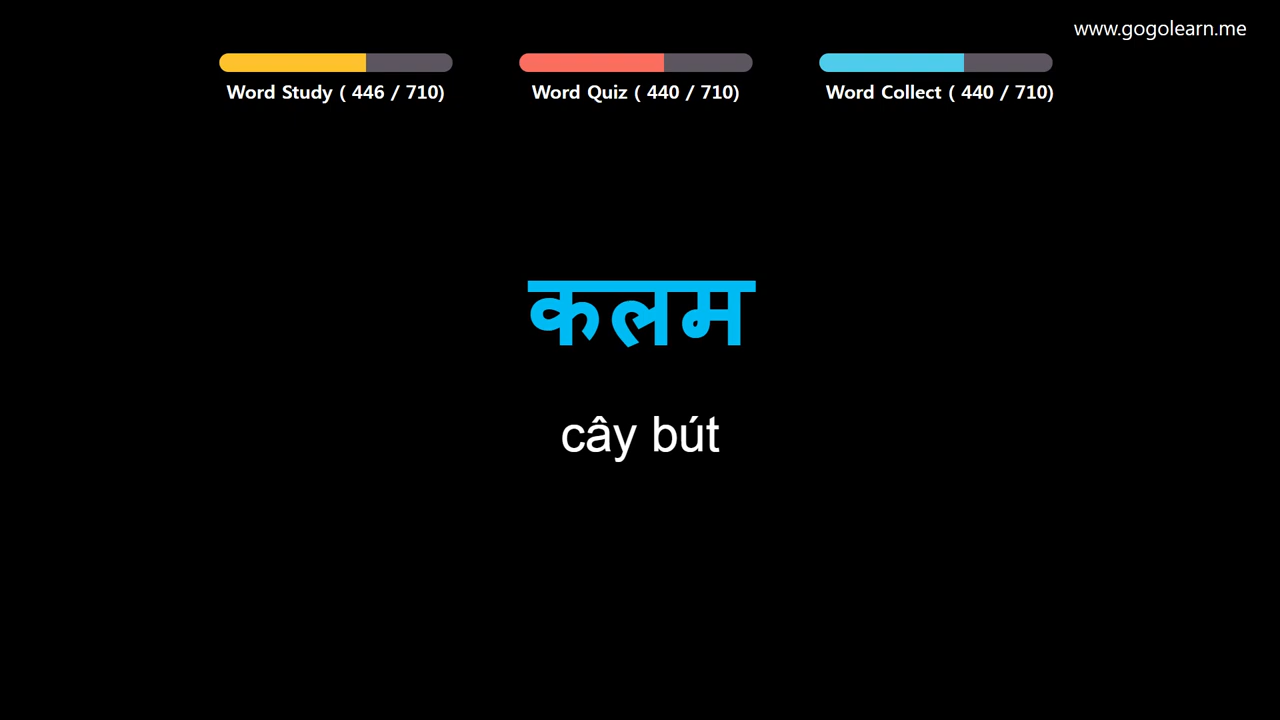 www.gogolearn.me
Word Study ( 446 / 710)
Word Quiz ( 440 / 710)
Word Collect ( 440 / 710)
कलम
cây bút